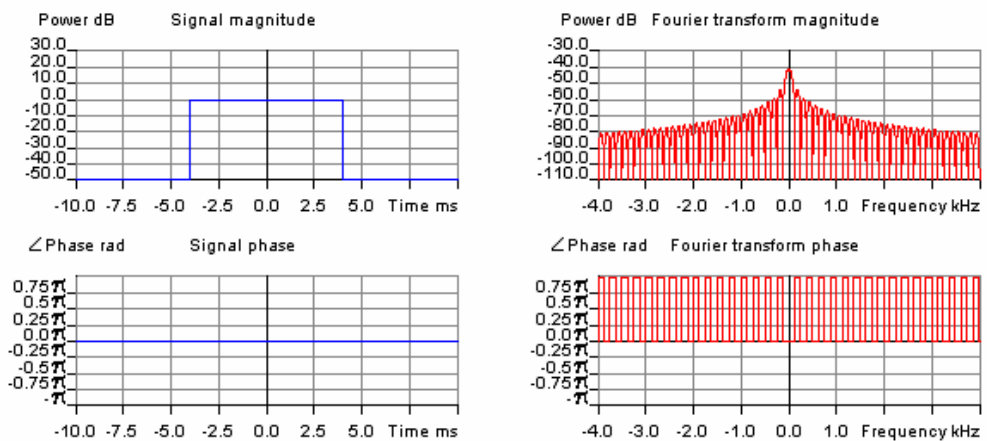 Power dB Signal magnitude
30.0
20.0
10.0
0.0
-10.0
-20.0
-30.0
-40.0
-50.0
-10.0 -7.5 -5.0 -2.5 0.0 2.5 5.0 Time ms
Power dB Fourier transform magnitude
-30.0
-40.0
-50.0
-60.0
-70.0
-80.0
-90.0
-100.0
-110.0
-4.0 -3.0 -2.0 -1.0 0.0 1.0 Frequency kHz
∠Phase rad Signal phase
0.75π
0.5π
0.25π
0.0π
-0.25π
-0.5π
-0.75π
-π
-10.0 -7.5 -5.0 -2.5 0.0 2.5 5.0 Time ms
∠Phase rad Fourier transform phase
0.75π
0.5π
0.25π
0.0π
-0.25π
-0.5π
-0.75π
-π
-4.0 -3.0 -2.0 -1.0 0.0 1.0 Frequency kHz